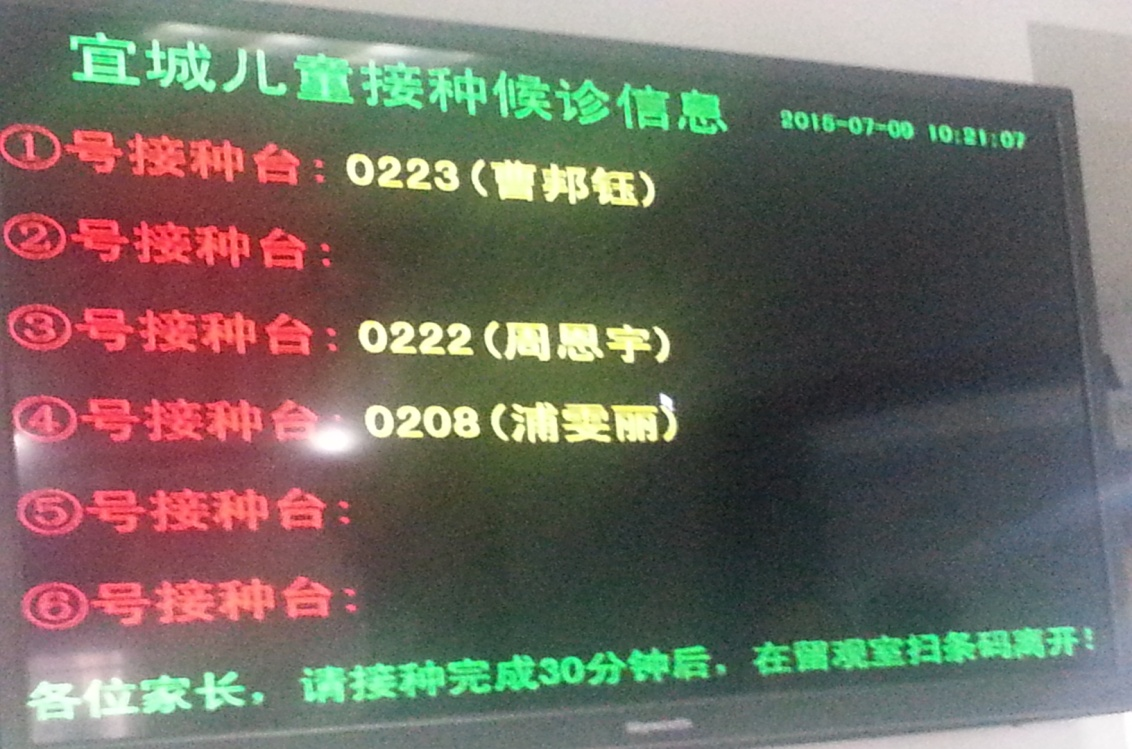 宜城儿童接种候诊信息 2015-07-09 10:21:07
①号接种台：0223(曹邦钰)
②号接种台：
③号接种台：0222(周恩宇)
④号接种台：0208(浦雯丽)
⑤号接种台：
⑥号接种台：
各位家长，请接种完成30分钟后，在留观室扫条码离开！